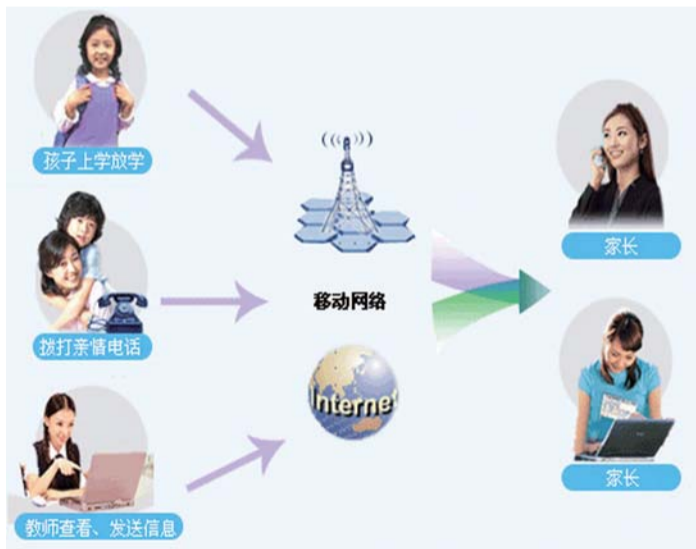 孩子上学放学
拨打亲情电话
教师查看、发送信息
移动网络
Internet
家长
家长